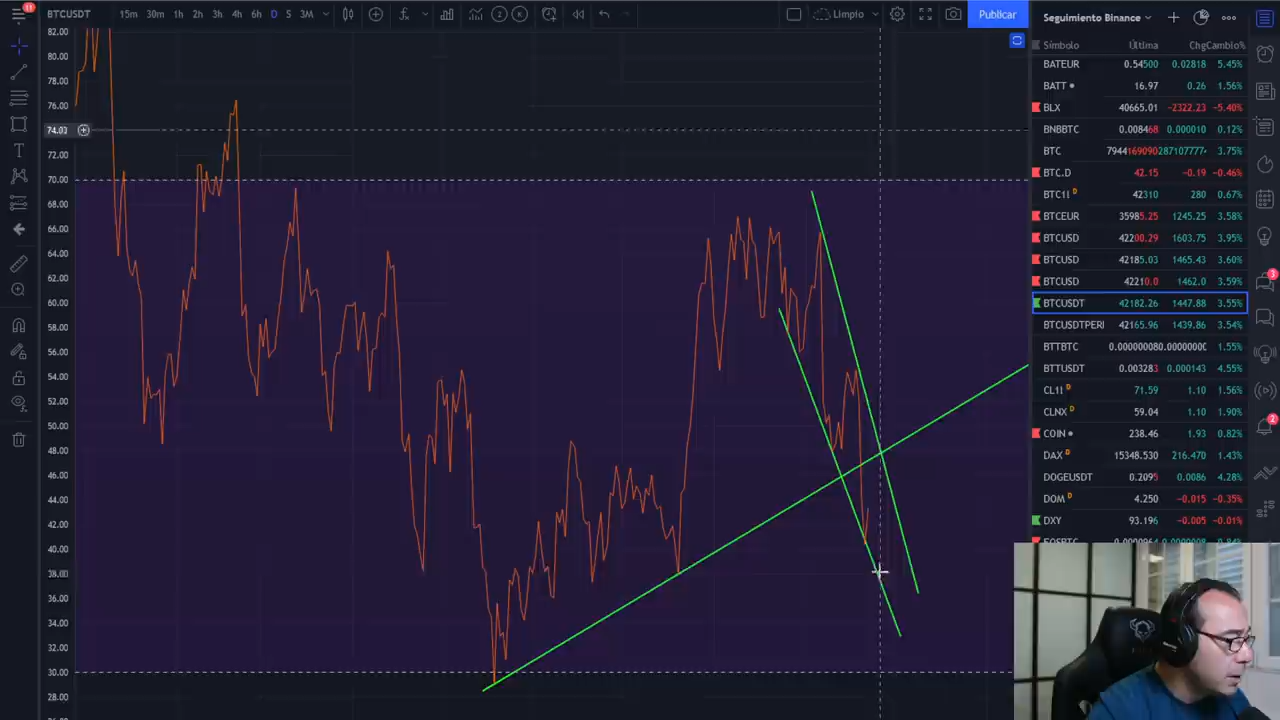 11
BTCUSDT 15m 30m 1h 2h 3h 4h 6h D S 3M 2 K Limpio Publicar
Seguimiento Binance
Símbolo Última Chg Cambio%
BATEUR 0.54500 0.02818 5.45%
BATT 16.97 0.26 1.56%
BLX 40665.01 -2322.23 -5.40%
BNBBTC 0.008468 0.000010 0.12%
BTC 3.75%
BTC.D 42.15 -0.19 -0.46%
BTC1! D 42310 280 0.67%
BTCEUR 35985.25 1245.25 3.58%
BTCUSD 42200.29 1603.75 3.95%
BTCUSD 42185.03 1465.43 3.60%
BTCUSD 42210.0 1462.0 3.59%
BTCUSDT 42182.26 1447.88 3.55%
BTCUSDTPERP 42165.96 1439.86 3.54%
BTTBTC 1.55%
BTTUSDT 0.003283 0.000143 4.55%
CL1! D 71.59 1.10 1.56%
CLNX D 59.04 1.10 1.90%
COIN 238.46 1.93 0.82%
DAX D 15348.530 216.470 1.43%
DOGEUSDT 0.2095 0.0086 4.28%
DOM D 4.250 -0.015 -0.35%
DXY 93.196 -0.005 -0.01%
3
2
82.00
80.00
78.00
76.00
74.03
72.00
70.00
68.00
66.00
64.00
62.00
60.00
58.00
56.00
54.00
52.00
50.00
48.00
46.00
44.00
42.00
40.00
38.00
36.00
34.00
32.00
30.00
28.00